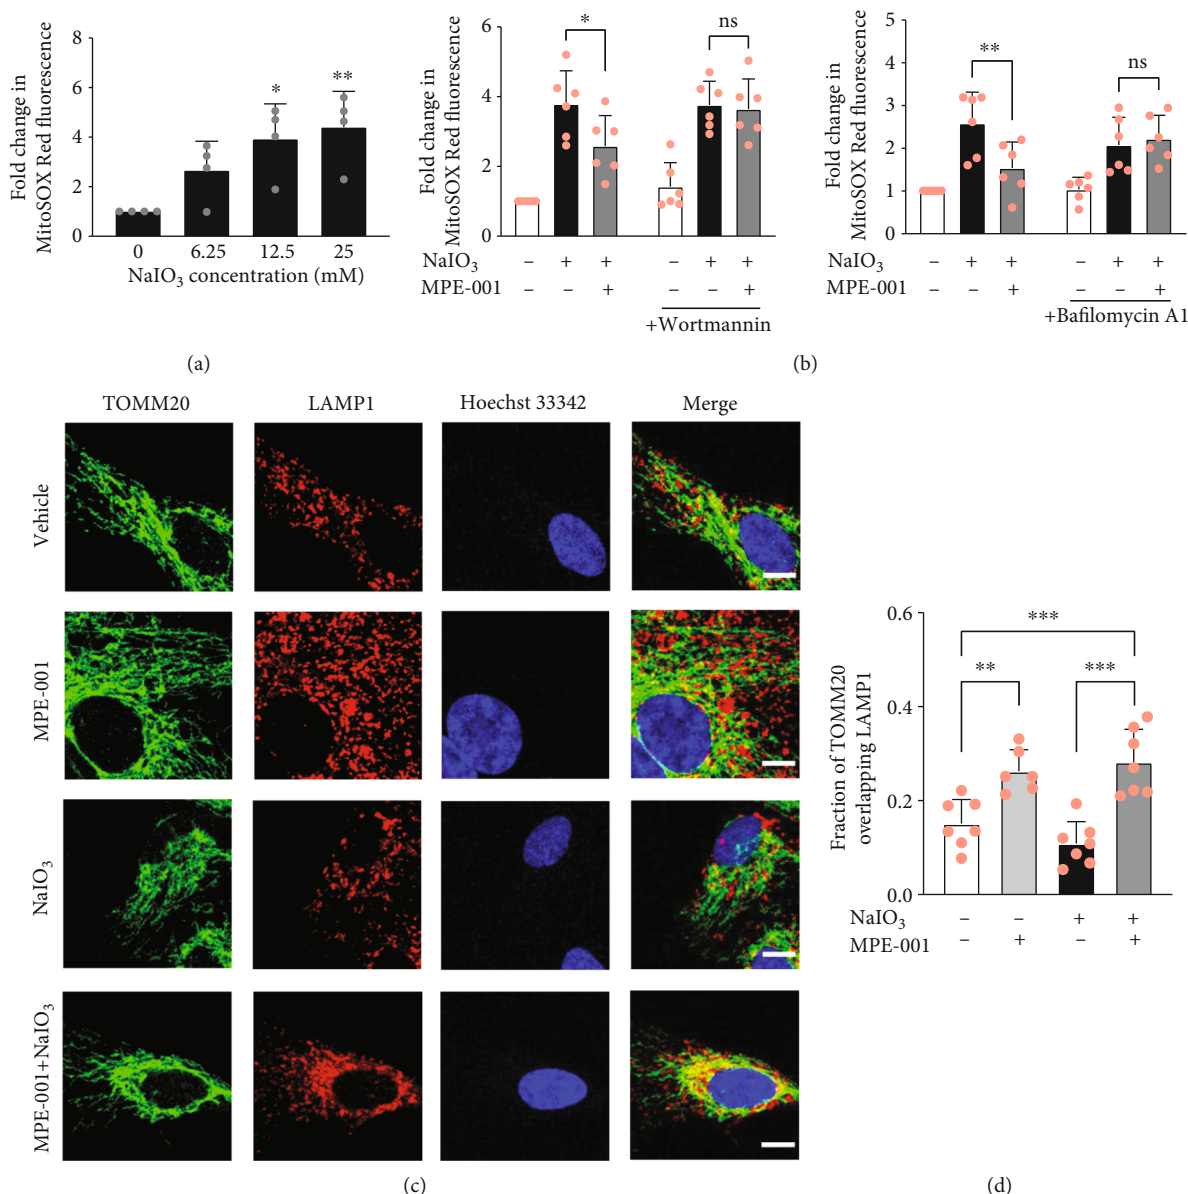 Fold change in
MitoSOX Red fluorescence
8
6
4
2
0
* **
0 6.25 12.5 25
NaIO₃ concentration (mM)
(a)
Fold change in
MitoSOX Red fluorescence
6
4
2
0
* ns
NaIO₃ – + + – + +
MPE-001 – – + – – +
+Wortmannin
Fold change in
MitoSOX Red fluorescence
5
4
3
2
1
0
** ns
– + + – + +
– – + – – +
+Bafilomycin A1
(b)
TOMM20 LAMP1 Hoechst 33342 Merge
Vehicle
MPE-001
NaIO₃
MPE-001+NaIO₃
(c)
Fraction of TOMM20
overlapping LAMP1
0.6
0.4
0.2
0.0
***
** ***
NaIO₃ – – + +
MPE-001 – + – +
(d)